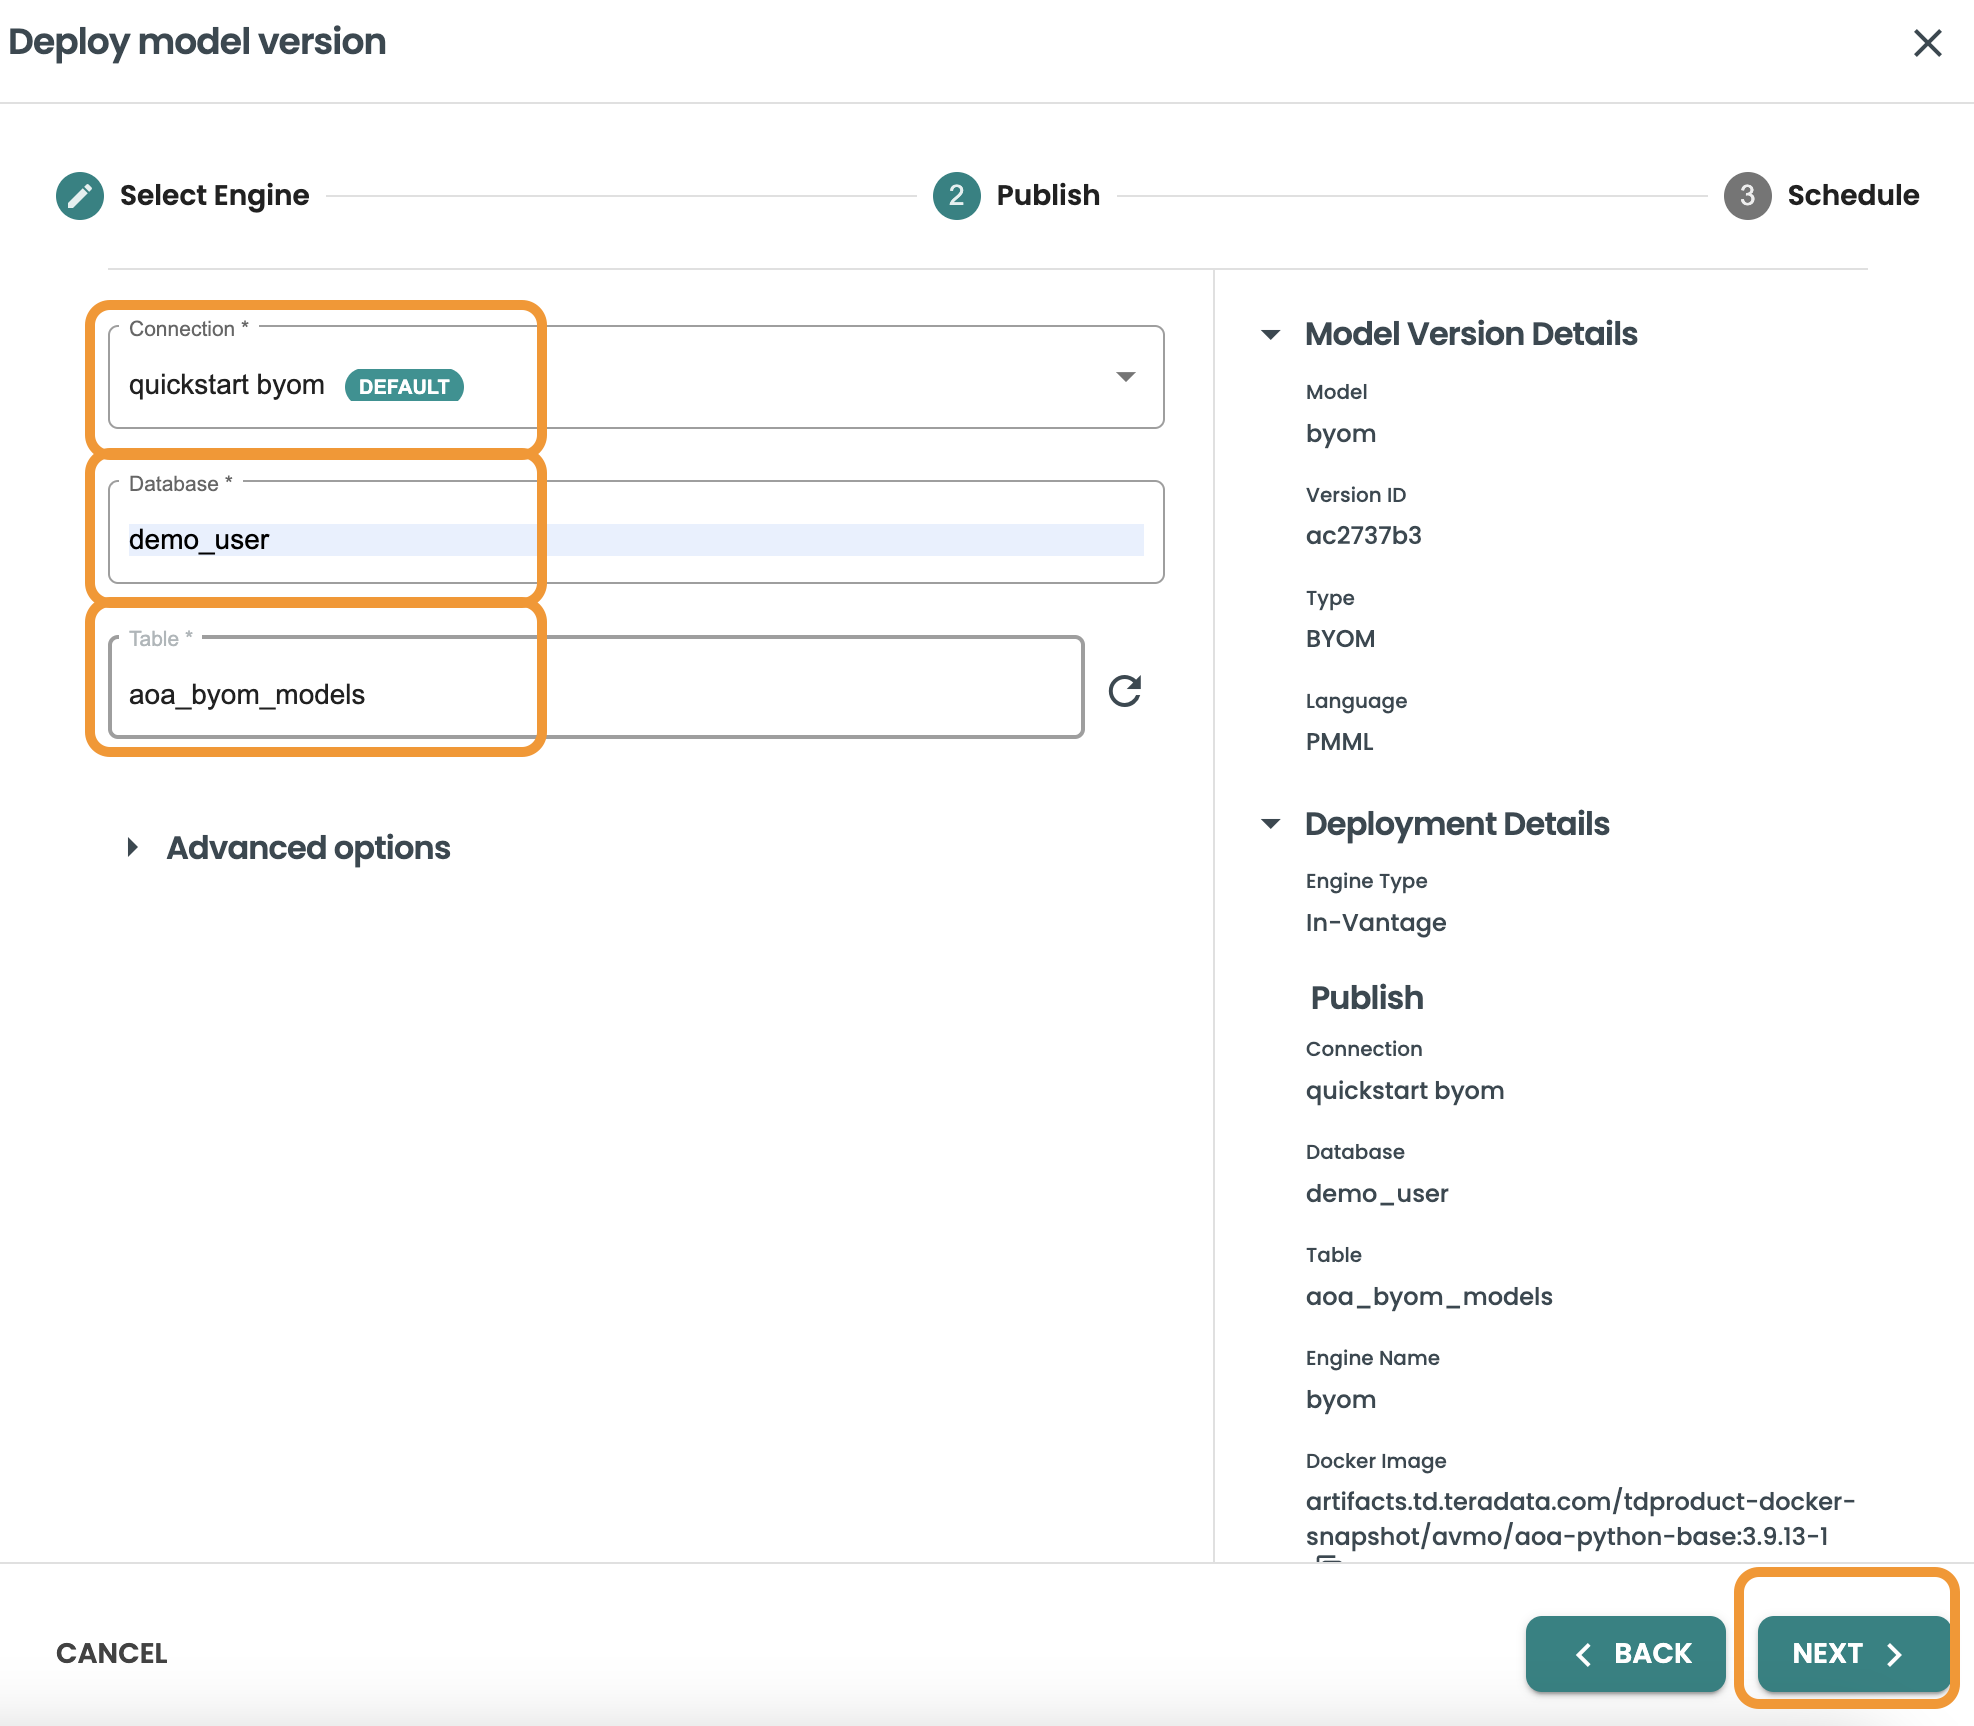 Deploy model version
Select Engine
2 Publish
3 Schedule
Connection *
quickstart byom DEFAULT
Database *
demo_user
Table *
aoa_byom_models
Advanced options
Model Version Details
Model
byom
Version ID
ac2737b3
Type
BYOM
Language
PMML
Deployment Details
Engine Type
In-Vantage
Publish
Connection
quickstart byom
Database
demo_user
Table
aoa_byom_models
Engine Name
byom
Docker Image
artifacts.td.teradata.com/tdproduct-docker-
snapshot/avmo/aoa-python-base:3.9.13-1
CANCEL
BACK
NEXT